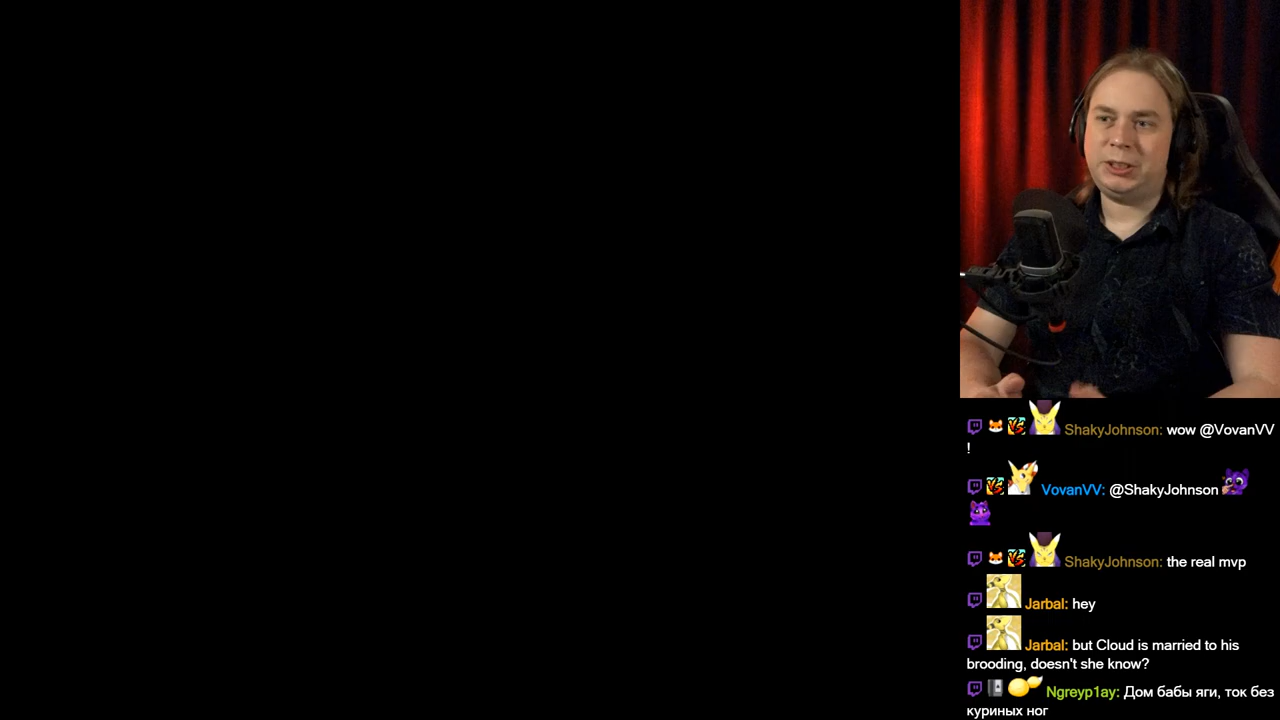 ShakyJohnson: wow @VovanVV
!
VovanVV: @ShakyJohnson
ShakyJohnson: the real mvp
Jarbal: hey
Jarbal: but Cloud is married to his
brooding, doesn't she know?
Ngreyp1ay: Дом бабы яги, ток без
куриных ног